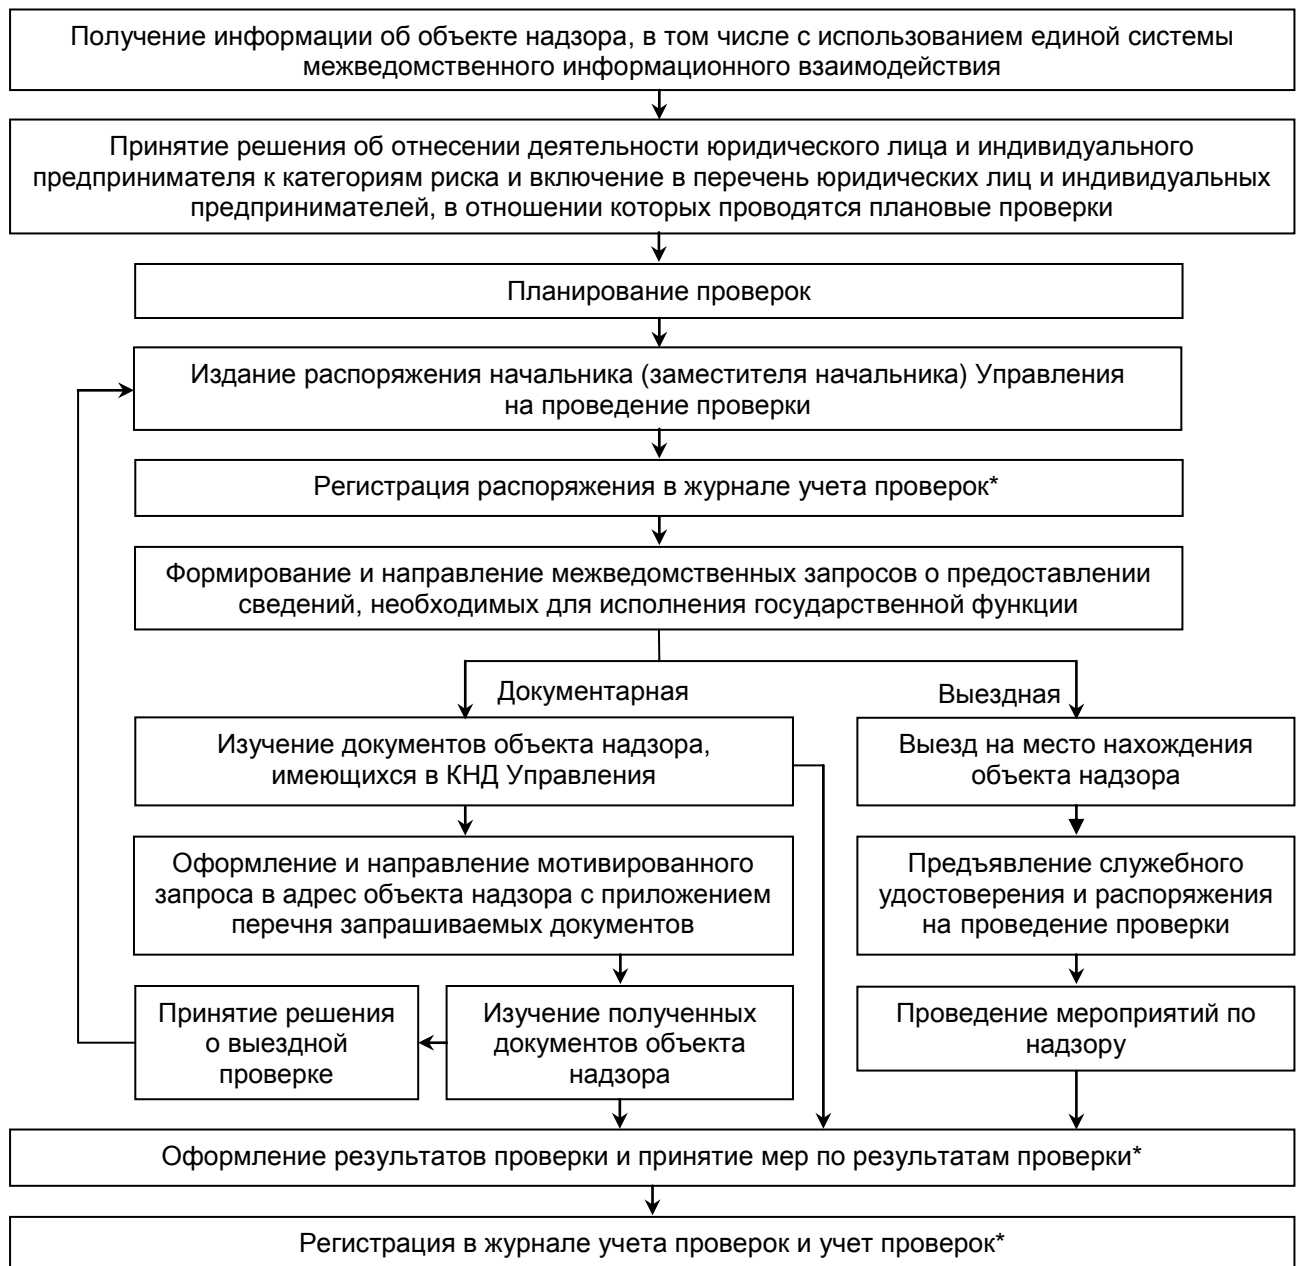 Получение информации об объекте надзора, в том числе с использованием единой системы
межведомственного информационного взаимодействия
Принятие решения об отнесении деятельности юридического лица и индивидуального
предпринимателя к категориям риска и включение в перечень юридических лиц и индивидуальных
предпринимателей, в отношении которых проводятся плановые проверки
Планирование проверок
Издание распоряжения начальника (заместителя начальника) Управления
на проведение проверки
Регистрация распоряжения в журнале учета проверок*
Формирование и направление межведомственных запросов о предоставлении
сведений, необходимых для исполнения государственной функции
Документарная
Выездная
Изучение документов объекта надзора,
имеющихся в КНД Управления
Выезд на место нахождения
объекта надзора
Оформление и направление мотивированного
запроса в адрес объекта надзора с приложением
перечня запрашиваемых документов
Предъявление служебного
удостоверения и распоряжения
на проведение проверки
Принятие решения
о выездной
проверке
Изучение полученных
документов объекта
надзора
Проведение мероприятий по
надзору
Оформление результатов проверки и принятие мер по результатам проверки*
Регистрация в журнале учета проверок и учет проверок*